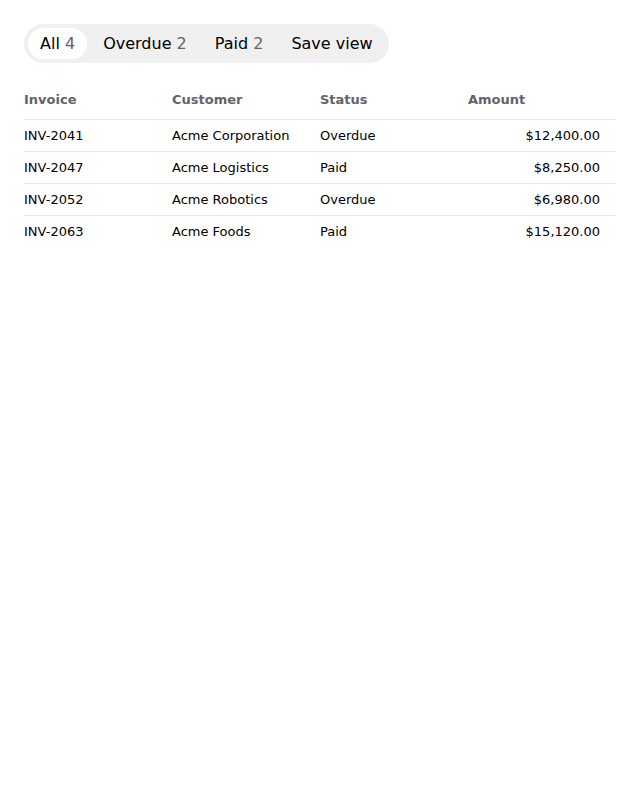 All 4 Overdue 2 Paid 2 Save view
Invoice Customer Status Amount
INV-2041 Acme Corporation Overdue $12,400.00
INV-2047 Acme Logistics Paid $8,250.00
INV-2052 Acme Robotics Overdue $6,980.00
INV-2063 Acme Foods Paid $15,120.00